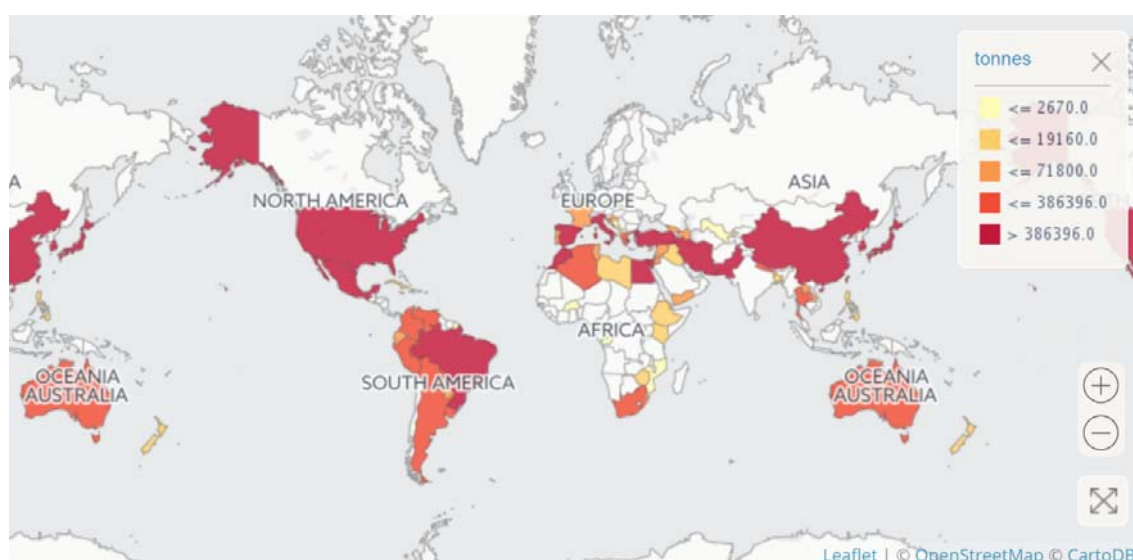 tonnes
<= 2670.0
<= 19160.0
<= 71800.0
<= 386396.0
> 386396.0
NORTH AMERICA
EUROPE
ASIA
AFRICA
SOUTH AMERICA
OCEANIA
AUSTRALIA
OCEANIA
AUSTRALIA
Leaflet | © OpenStreetMap © CartoDB